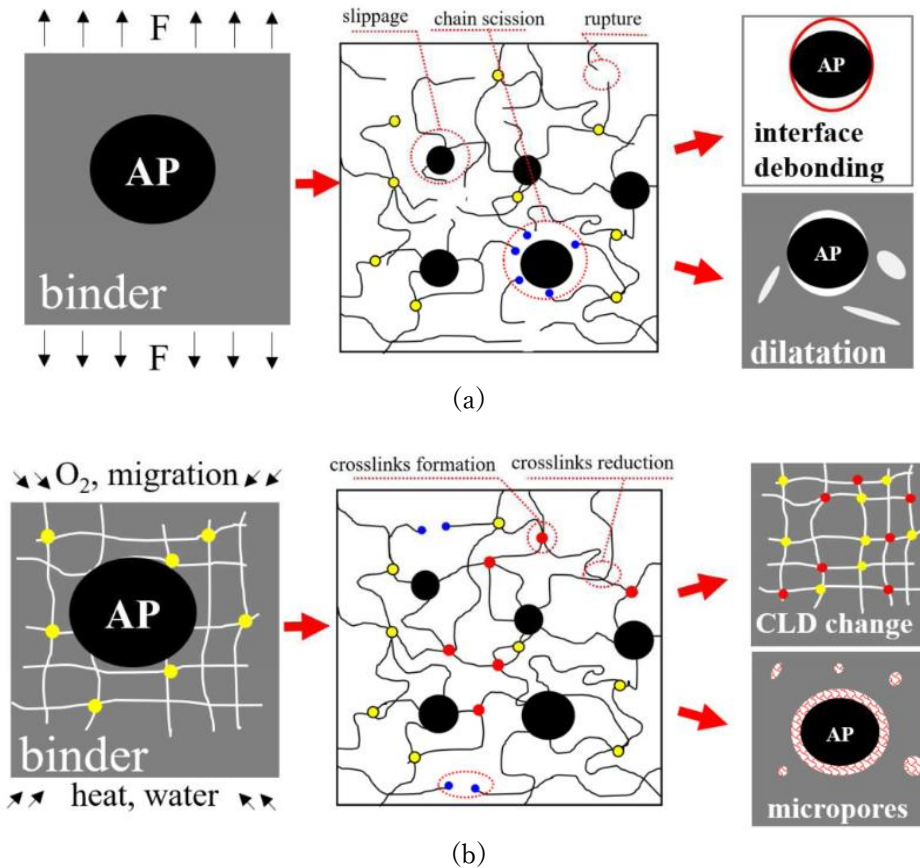 F
slippage chain scission rupture
AP
binder
F
AP
interface
debonding
AP
dilatation
(a)
O₂, migration
AP
binder
heat, water
crosslinks formation crosslinks reduction
CLD change
AP
micropores
(b)